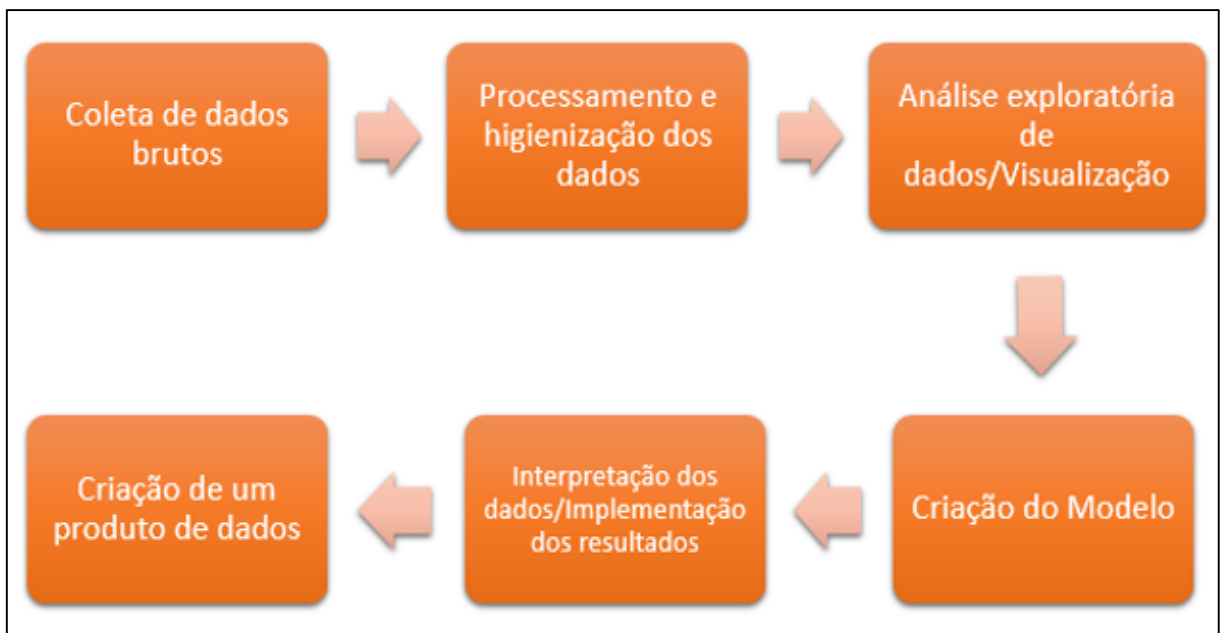 Coleta de dados
brutos
Processamento e
higienização dos
dados
Análise exploratória
de
dados/Visualização
Criação do Modelo
Interpretação dos
dados/Implementação
dos resultados
Criação de um
produto de dados